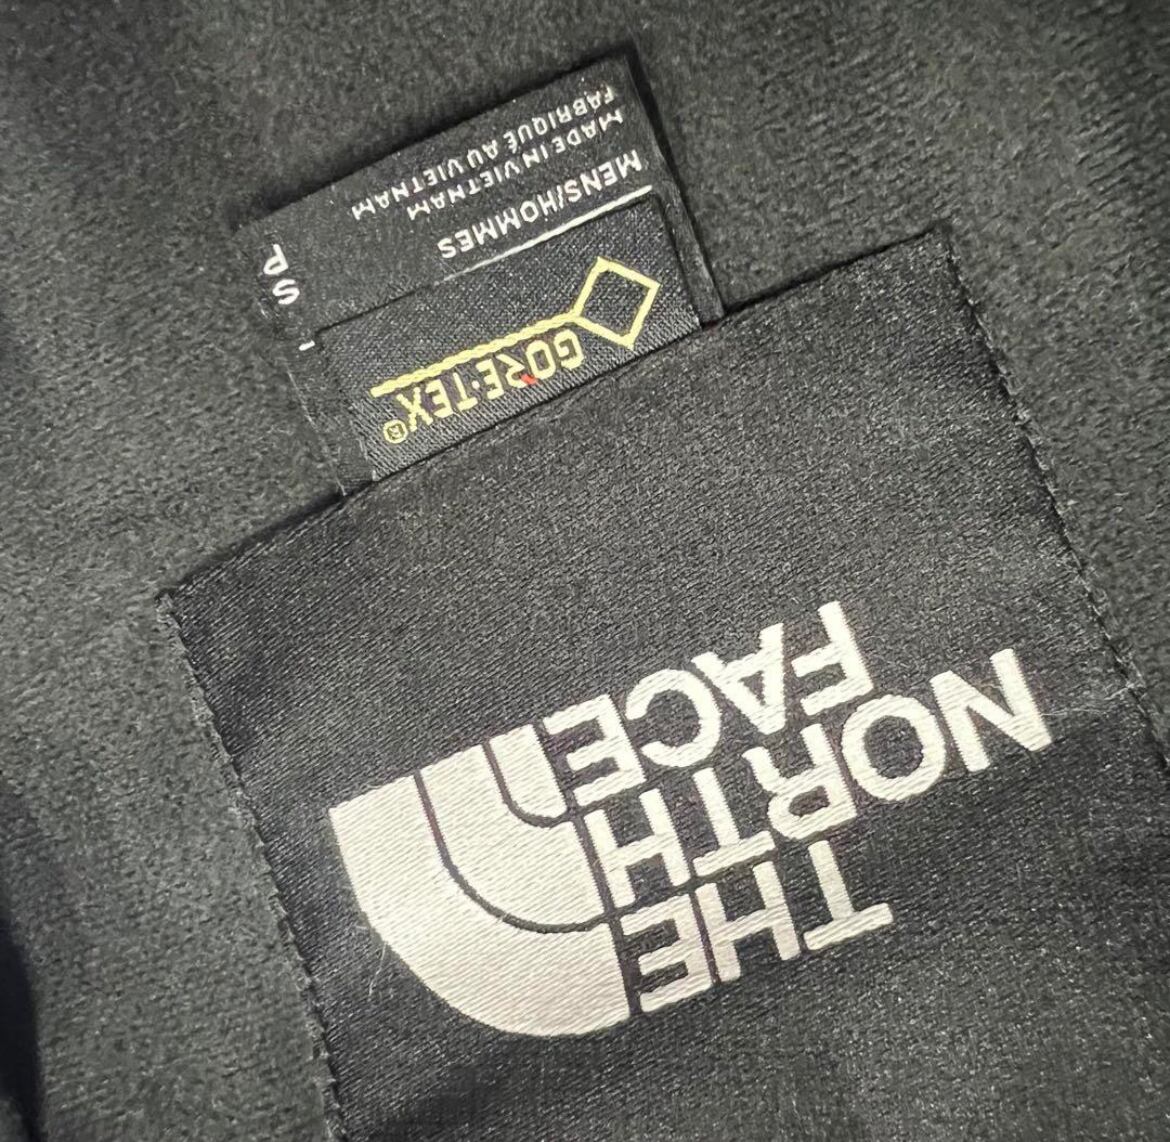 THE
NORTH
FACE
GORE-TEX®
MENS/HOMMES
MADE IN VIETNAM
FABRIQUÉ AU VIETNAM
S
P